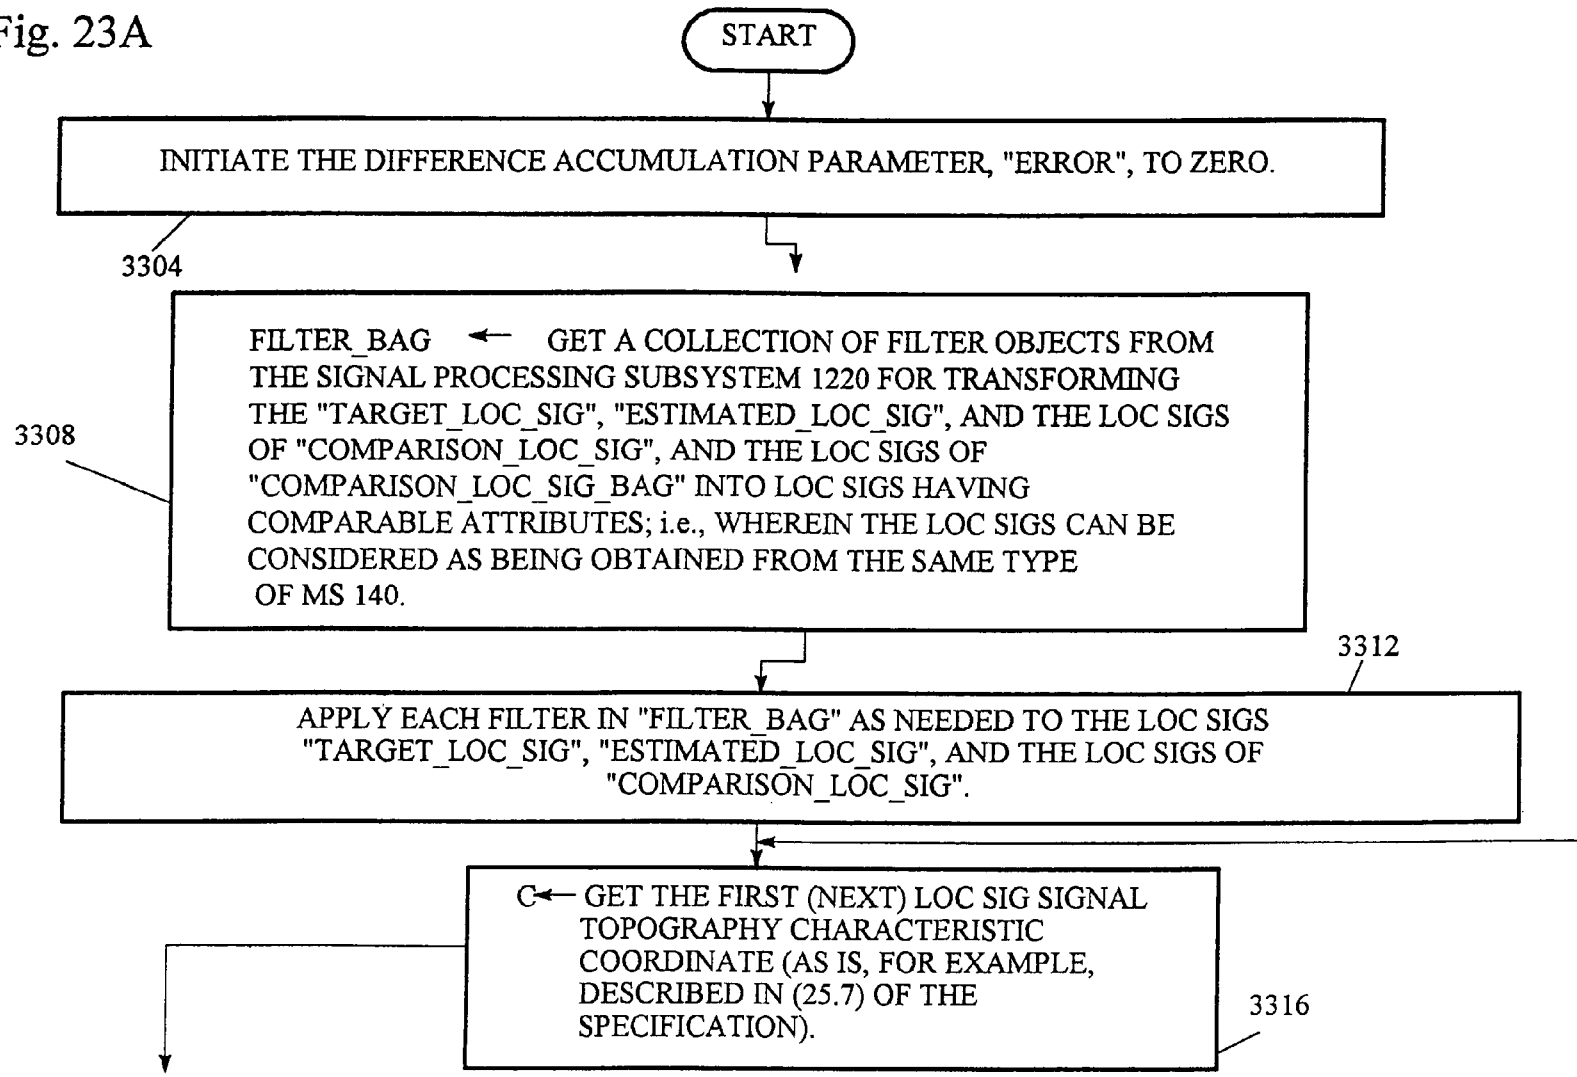 Fig. 23A
START
INITIATE THE DIFFERENCE ACCUMULATION PARAMETER, "ERROR", TO ZERO.
3304
FILTER_BAG ← GET A COLLECTION OF FILTER OBJECTS FROM
THE SIGNAL PROCESSING SUBSYSTEM 1220 FOR TRANSFORMING
THE "TARGET_LOC_SIG", "ESTIMATED_LOC_SIG", AND THE LOC SIGS
OF "COMPARISON_LOC_SIG", AND THE LOC SIGS OF
"COMPARISON_LOC_SIG_BAG" INTO LOC SIGS HAVING
COMPARABLE ATTRIBUTES; i.e., WHEREIN THE LOC SIGS CAN BE
CONSIDERED AS BEING OBTAINED FROM THE SAME TYPE
OF MS 140.
3308
3312
APPLY EACH FILTER IN "FILTER_BAG" AS NEEDED TO THE LOC SIGS
"TARGET_LOC_SIG", "ESTIMATED_LOC_SIG", AND THE LOC SIGS OF
"COMPARISON_LOC_SIG".
C← GET THE FIRST (NEXT) LOC SIG SIGNAL
TOPOGRAPHY CHARACTERISTIC
COORDINATE (AS IS, FOR EXAMPLE,
DESCRIBED IN (25.7) OF THE
SPECIFICATION).
3316